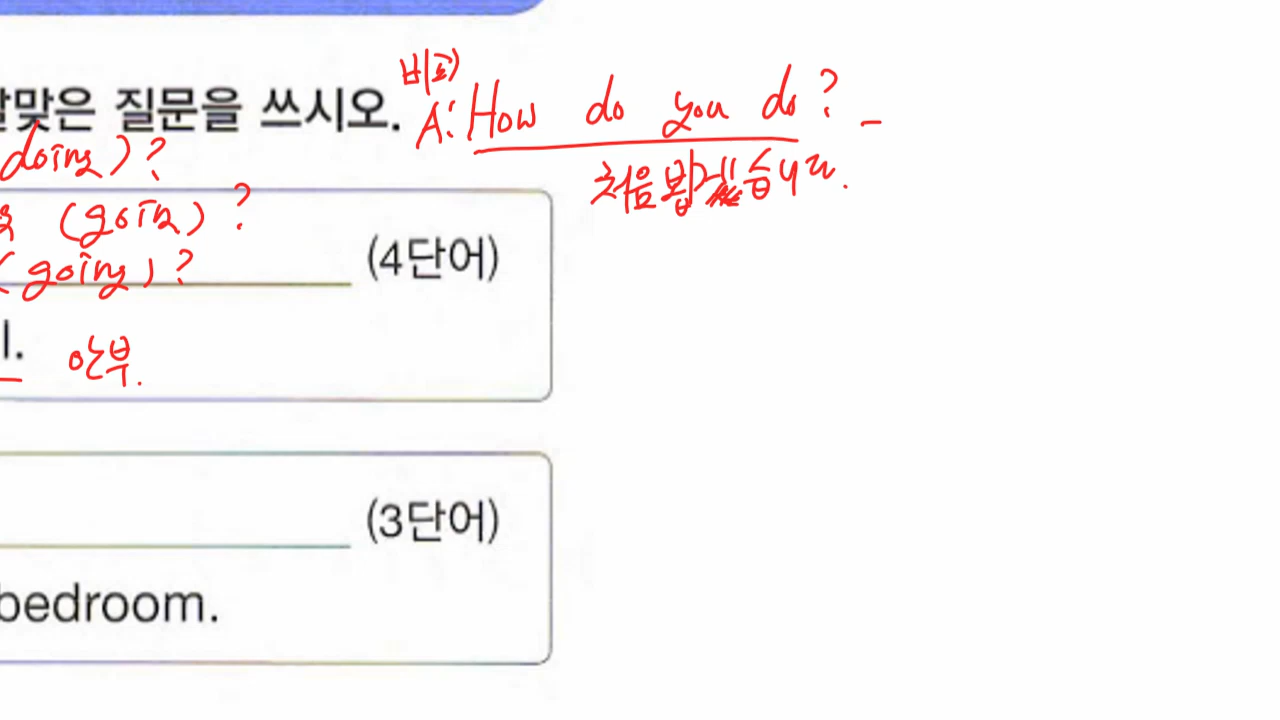 비교)
알맞은 질문을 쓰시오. A: How do you do? -
처음 뵙겠습니다.
doing)?
(going)?
(going)? (4단어)
l. 안부.
(3단어)
bedroom.